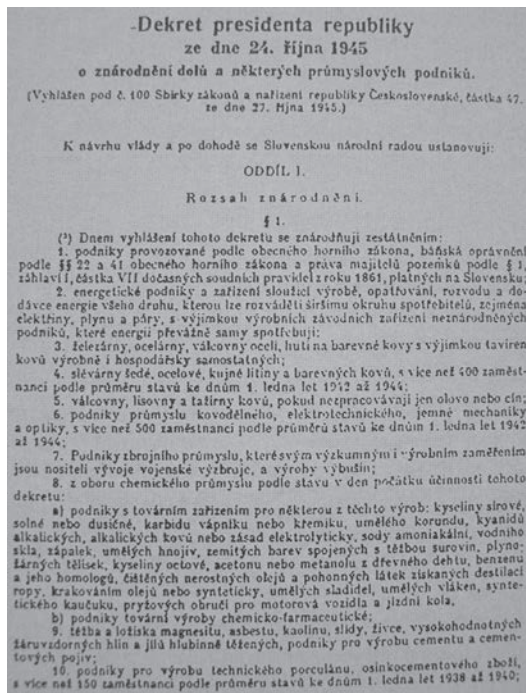 Dekret presidenta republiky
ze dne 24. října 1945
o znárodnění dolů a některých průmyslových podniků.
(Vyhlášen pod č. 100 Sbírky zákonů a nařízení republiky Československé, částka 47,
ze dne 27. října 1945.)
K návrhu vlády a po dohodě se Slovenskou národní radou ustanovuji:
ODDÍL I.
Rozsah znárodnění.
§ 1.
(¹) Dnem vyhlášení tohoto dekretu se znárodňují zestátněním:
1. podniky provozované podle obecného horního zákona, báňská oprávnění
podle §§ 22 a 41 obecného horního zákona a práva majitelů pozemků podle § 1,
záhlaví I, částka VII dočasných soudních pravidel z roku 1861, platných na Slovensku;
2. energetické podniky a zařízení sloužící výrobě, opatřování, rozvodu a do-
dávce energie všeho druhu, kterou lze rozváděti širšímu okruhu spotřebitelů, zejména
elektřiny, plynu a páry, s výjimkou výrobních závodních zařízení neznárodněných
podniků, které energii převážně samy spotřebují;
3. železárny, ocelárny, válcovny oceli, huti na barevné kovy s výjimkou taviren
kovů výrobně i hospodářsky samostatných;
4. slévárny šedé, ocelové, kujné litiny a barevných kovů, s více než 400 zaměst-
nanci podle průměru stavů ke dnům 1. ledna let 1942 až 1944;
5. válcovny, lisovny a tažírny kovů, pokud nezpracovávají jen olovo nebo cín;
6. podniky průmyslu kovodělného, elektrotechnického, jemné mechaniky
a optiky, s více než 500 zaměstnanci podle průměru stavů ke dnům 1. ledna let 1942
až 1944;
7. Podniky zbrojního průmyslu, které svým výzkumným i výrobním zaměřením
jsou nositeli vývoje vojenské výzbroje, a výroby výbušin;
8. z oboru chemického průmyslu podle stavu v den počátku účinnosti tohoto
dekretu:
a) podniky s továrním zařízením pro některou z těchto výrob: kyseliny sírové,
solné nebo dusičné, karbidu vápníku nebo křemíku, umělého korundu, kyanidů
alkalických, alkalických kovů nebo zásad elektrolyticky, sody amoniakální, vodního
skla, zápalek, umělých hnojiv, zemitých barev spojených s těžbou surovin, plyno-
žárných tělísek, kyseliny octové, acetonu nebo metanolu z dřevného dehtu, benzenu
a jeho homologů, čištěných nerostných olejů a pohonných látek získaných destilací
ropy, krakováním olejů nebo synteticky, umělých sladidel, umělých vláken, synte-
tického kaučuku, pryžových obručí pro motorová vozidla a jízdní kola,
b) podniky tovární výroby chemicko-farmaceutické;
9. těžba a ložiska magnesitu, asbestu, kaolinu, slídy, živce, vysokohodnotných
žáruvzdorných hlin a jílů hlubinně těžených, podniky pro výrobu cementu a cemen-
tových pojiv;
10. podniky pro výrobu technického porculánu, osinkocementového zboží,
s více než 150 zaměstnanci podle průměru stavů ke dnům 1. ledna let 1938 až 1940;